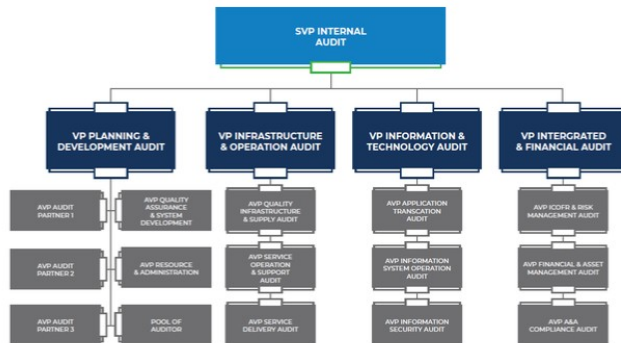 SVP INTERNAL
AUDIT
VP PLANNING &
DEVELOPMENT AUDIT
VP INFRASTRUCTURE
& OPERATION AUDIT
VP INFORMATION &
TECHNOLOGY AUDIT
VP INTERGRATED
& FINANCIAL AUDIT
AVP AUDIT
PARTNER 1
AVP QUALITY
ASSURANCE
& SYSTEM
DEVELOPMENT
AVP QUALITY
INFRASTRUCTURE
& SUPPLY AUDIT
AVP APPLICATION
TRANSCATION
AUDIT
AVP ICOFR & RISK
MANAGEMENT AUDIT
AVP AUDIT
PARTNER 2
AVP RESOURCE
& ADMINISTRATION
AVP SERVICE
OPERATION
& SUPPORT
AUDIT
AVP INFORMATION
SYSTEM OPERATION
AUDIT
AVP FINANCIAL & ASSET
MANAGEMENT AUDIT
AVP AUDIT
PARTNER 3
POOL OF
AUDITOR
AVP SERVICE
DELIVERY AUDIT
AVP INFORMATION
SECURITY AUDIT
AVP A&A
COMPLIANCE AUDIT